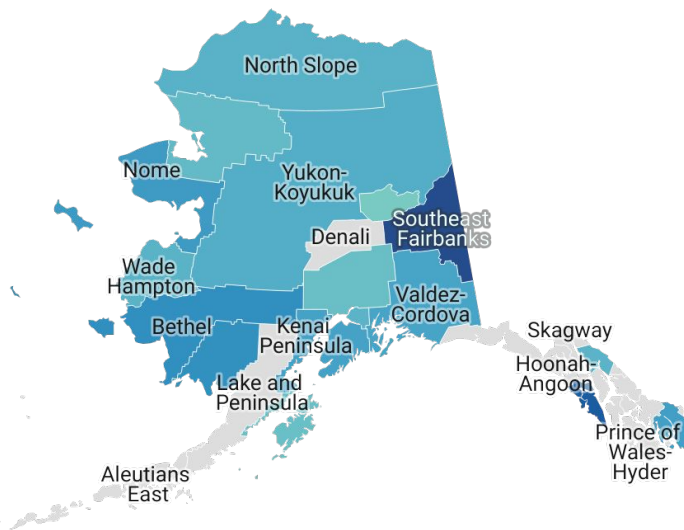 North Slope
Nome
Yukon-
Koyukuk
Southeast
Fairbanks
Denali
Wade
Hampton
Valdez-
Cordova
Bethel
Kenai
Peninsula
Skagway
Hoonah-
Angoon
Lake and
Peninsula
Prince of
Wales-
Hyder
Aleutians
East